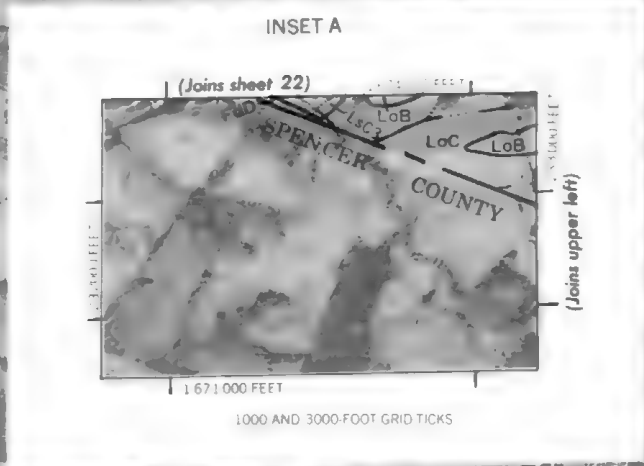 INSET A
(Joins sheet 22)
FEET
LoB
LsC3
LoC
LoB
SPENCER
COUNTY
(Joins upper left)
1 671 000 FEET
1000 AND 3000-FOOT GRID TICKS